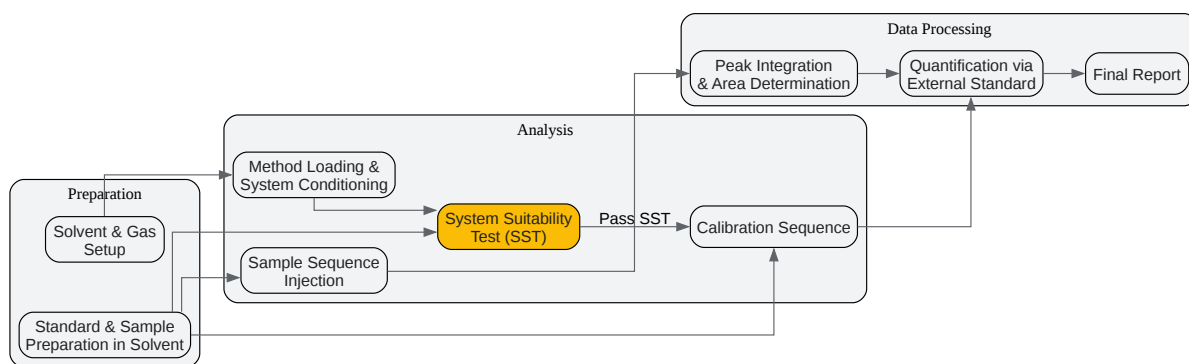 Data Processing
Peak Integration
& Area Determination
Quantification via
External Standard
Final Report
Analysis
Method Loading &
System Conditioning
System Suitability
Test (SST)
Pass SST
Calibration Sequence
Sample Sequence
Injection
Preparation
Solvent & Gas
Setup
Standard & Sample
Preparation in Solvent